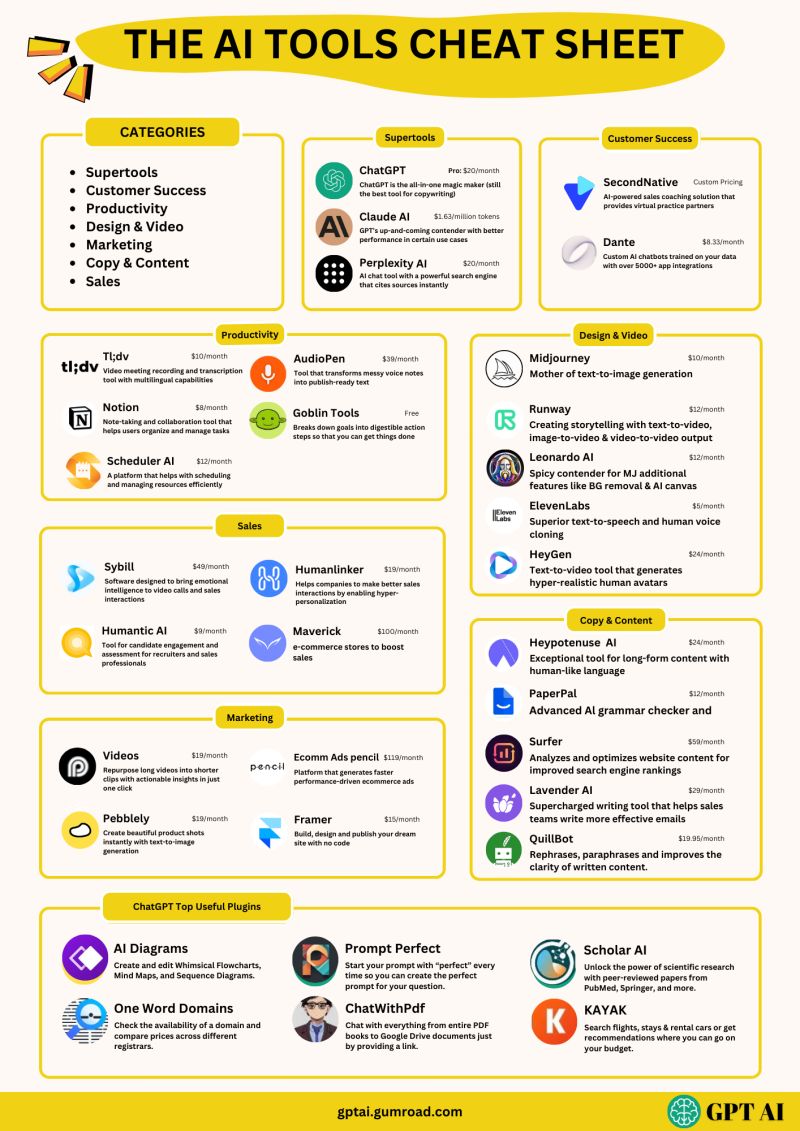 THE AI TOOLS CHEAT SHEET
CATEGORIES
• Supertools
• Customer Success
• Productivity
• Design & Video
• Marketing
• Copy & Content
• Sales
Supertools
ChatGPT Pro: $20/month
ChatGPT is the all-in-one magic maker (still
the best tool for copywriting)
Claude AI $1.63/million tokens
GPT's up-and-coming contender with better
performance in certain use cases
Perplexity AI $20/month
AI chat tool with a powerful search engine
that cites sources instantly
Customer Success
SecondNative Custom Pricing
AI-powered sales coaching solution that
provides virtual practice partners
Dante $8.33/month
Custom AI chatbots trained on your data
with over 5000+ app integrations
Productivity
tl;dv
Tl;dv $10/month
Video meeting recording and transcription
tool with multilingual capabilities
Notion $8/month
Note-taking and collaboration tool that
helps users organize and manage tasks
Scheduler AI $12/month
A platform that helps with scheduling
and managing resources efficiently
AudioPen $39/month
Tool that transforms messy voice notes
into publish-ready text
Goblin Tools Free
Breaks down goals into digestible action
steps so that you can get things done
Design & Video
Midjourney $10/month
Mother of text-to-image generation
Runway $12/month
Creating storytelling with text-to-video,
image-to-video & video-to-video output
Leonardo AI $12/month
Spicy contender for MJ additional
features like BG removal & AI canvas
||Eleven
Labs
ElevenLabs $5/month
Superior text-to-speech and human voice
cloning
HeyGen $24/month
Text-to-video tool that generates
hyper-realistic human avatars
Sales
Sybill $49/month
Software designed to bring emotional
intelligence to video calls and sales
interactions
Humantic AI $9/month
Tool for candidate engagement and
assessment for recruiters and sales
professionals
Humanlinker $19/month
Helps companies to make better sales
interactions by enabling hyper-
personalization
Maverick $100/month
e-commerce stores to boost
sales
Copy & Content
Heypotenuse AI $24/month
Exceptional tool for long-form content with
human-like language
PaperPal $12/month
Advanced AI grammar checker and
Surfer $59/month
Analyzes and optimizes website content for
improved search engine rankings
Lavender AI $29/month
Supercharged writing tool that helps sales
teams write more effective emails
QuillBot $19.95/month
Rephrases, paraphrases and improves the
clarity of written content.
Marketing
Videos $19/month
Repurpose long videos into shorter
clips with actionable insights in just
one click
Pebblely $19/month
Create beautiful product shots
instantly with text-to-image
generation
pencil
Ecomm Ads pencil $119/month
Platform that generates faster
performance-driven ecommerce ads
Framer $15/month
Build, design and publish your dream
site with no code
ChatGPT Top Useful Plugins
AI Diagrams
Create and edit Whimsical Flowcharts,
Mind Maps, and Sequence Diagrams.
One Word Domains
Check the availability of a domain and
compare prices across different
registrars.
Prompt Perfect
Start your prompt with “perfect” every
time so you can create the perfect
prompt for your question.
ChatWithPdf
Chat with everything from entire PDF
books to Google Drive documents just
by providing a link.
Scholar AI
Unlock the power of scientific research
with peer-reviewed papers from
PubMed, Springer, and more.
K
KAYAK
Search flights, stays & rental cars or get
recommendations where you can go on
your budget.
gptai.gumroad.com
GPT AI